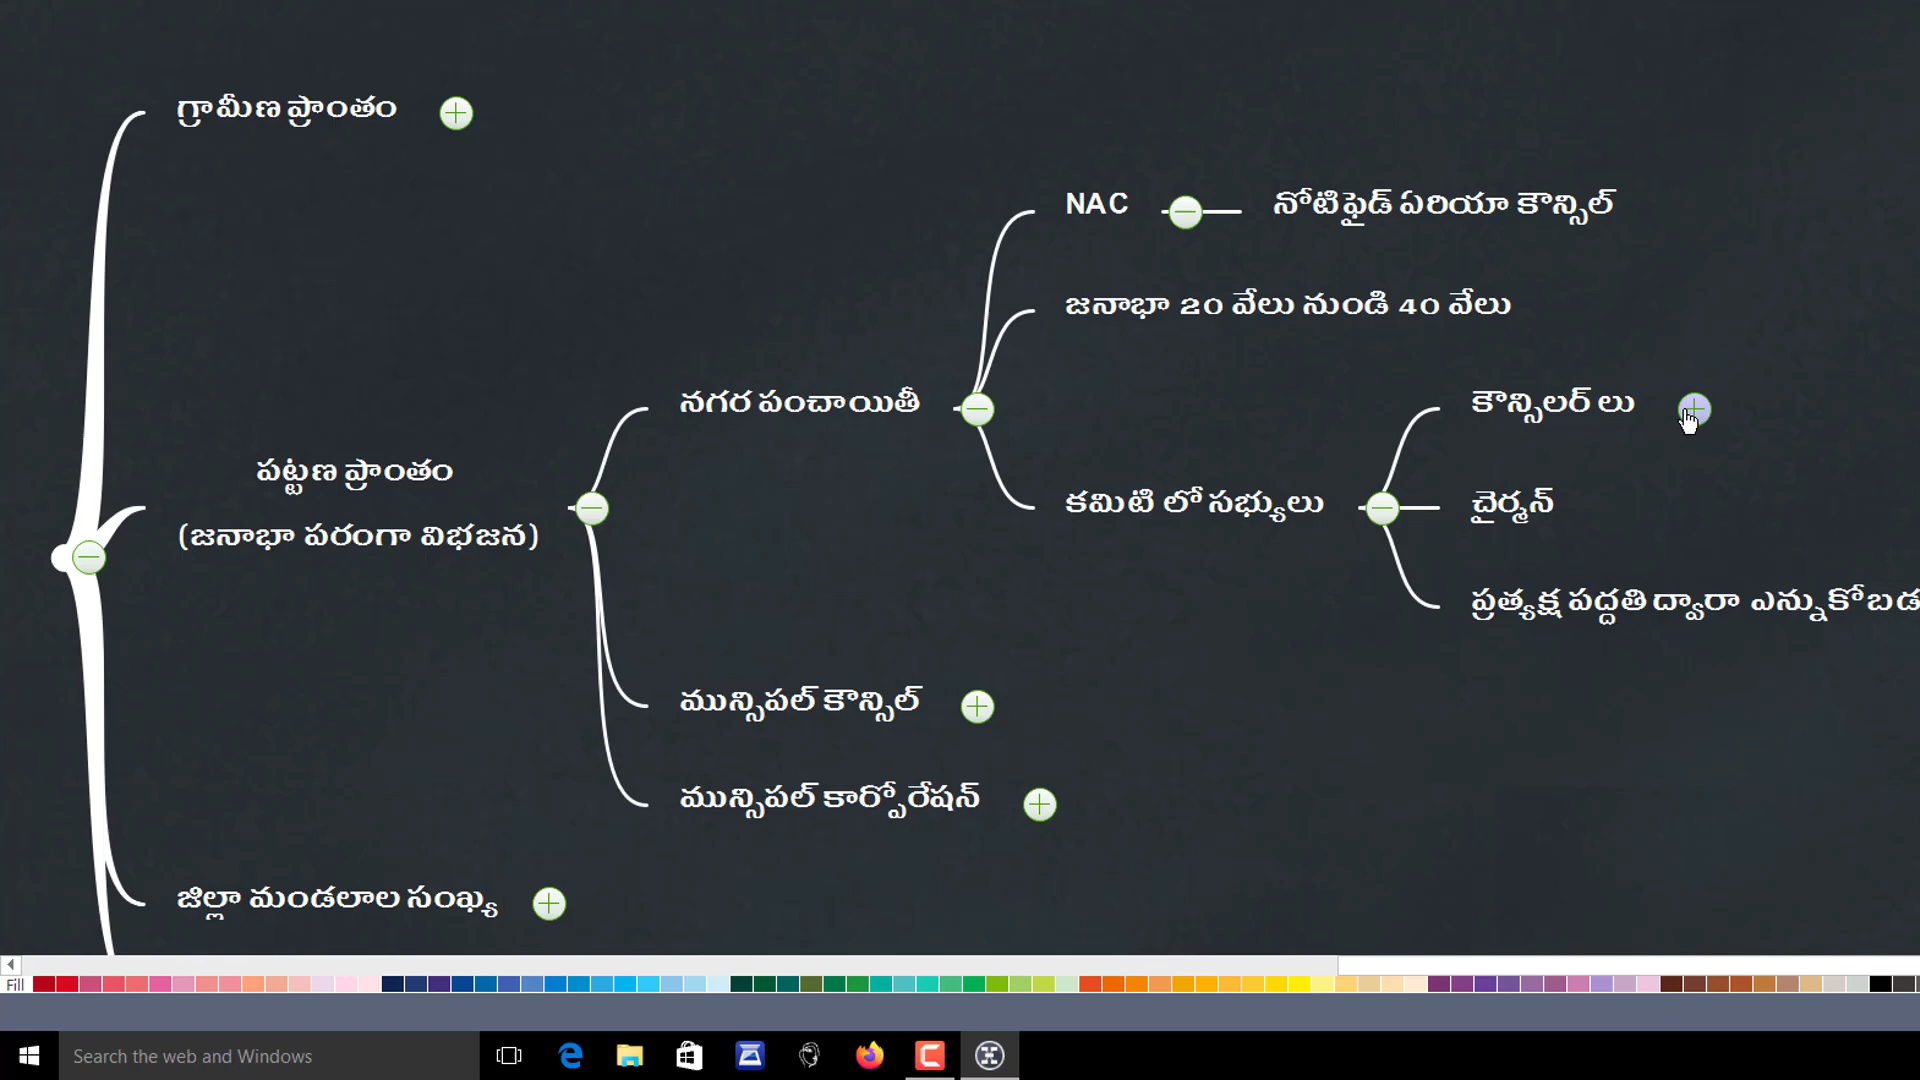 గ్రామీణ ప్రాంతం
NAC
నోటిఫైడ్ ఏరియా కౌన్సిల్
జనాభా 20 వేలు నుండి 40 వేలు
నగర పంచాయితీ
కౌన్సిలర్ లు
పట్టణ ప్రాంతం
(జనాభా పరంగా విభజన)
కమిటి లో సభ్యులు
చైర్మన్
ప్రత్యక్ష పద్దతి ద్వారా ఎన్నుకోబడ
మున్సిపల్ కౌన్సిల్
మున్సిపల్ కార్పోరేషన్
జిల్లా మండలాల సంఖ్య
Fill
Search the web and Windows